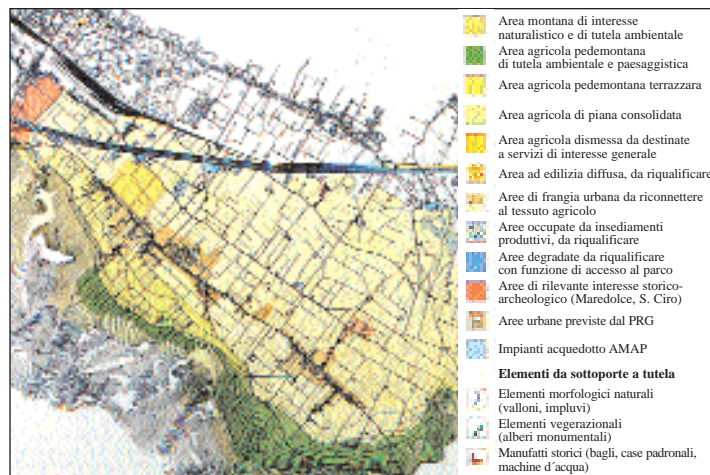 Area montana di interesse
naturalistico e di tutela ambientale
Area agricola pedemontana
di tutela ambientale e paesaggistica
Area agricola pedemontana terrazzara
Area agricola di piana consolidata
Area agricola dismessa da destinate
a servizi di interesse generale
Area ad edilizia diffusa, da riqualificare
Aree di frangia urbana da riconnettere
al tessuto agricolo
Aree occupate da insediamenti
produttivi, da riqualificare
Aree degradate da riqualificare
con funzione di accesso al parco
Aree di rilevante interesse storico-
archeologico (Maredolce, S. Ciro)
Aree urbane previste dal PRG
Impianti acquedotto AMAP
Elementi da sottoporte a tutela
Elementi morfologici naturali
(valloni, impluvi)
Elementi vegerazionali
(alberi monumentali)
Manufatti storici (bagli, case padronali,
machine d´acqua)